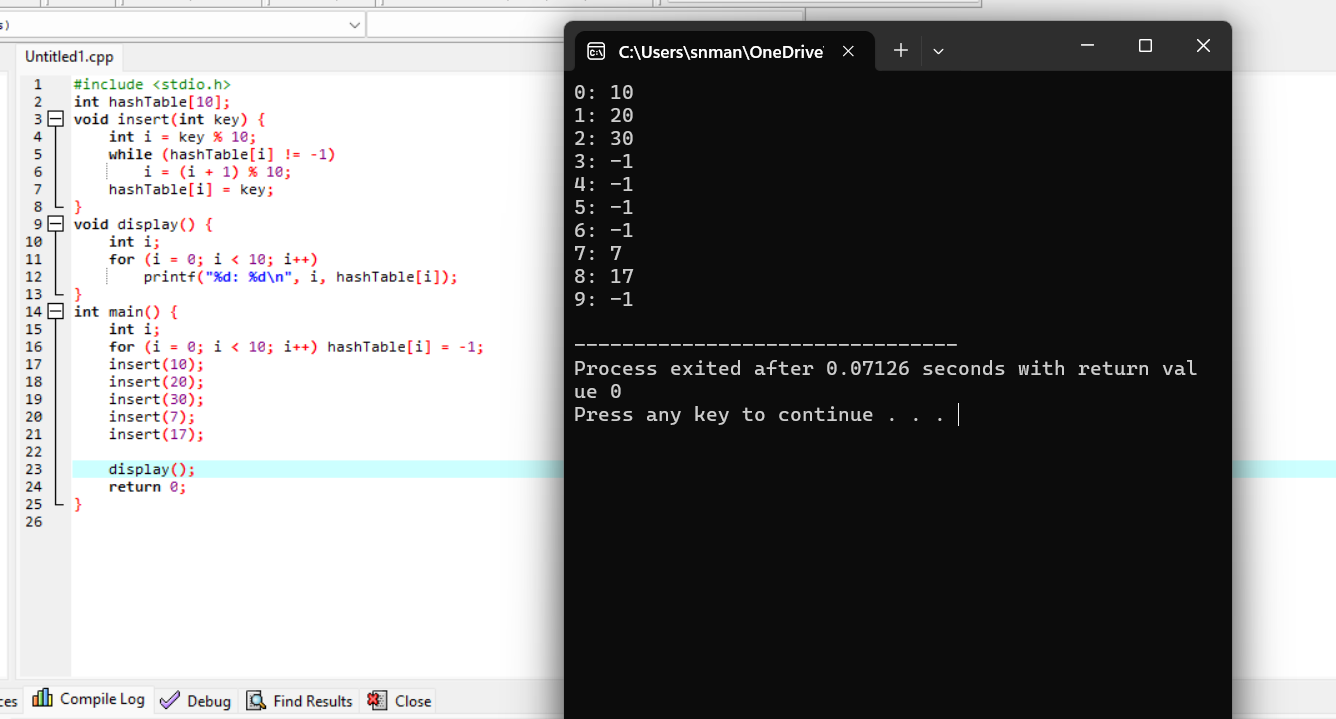 s)
Untitled1.cpp
1 #include <stdio.h>
2 int hashTable[10];
3 void insert(int key) {
4     int i = key % 10;
5     while (hashTable[i] != -1)
6         i = (i + 1) % 10;
7     hashTable[i] = key;
8 }
9 void display() {
10     int i;
11     for (i = 0; i < 10; i++)
12         printf("%d: %d\n", i, hashTable[i]);
13 }
14 int main() {
15     int i;
16     for (i = 0; i < 10; i++) hashTable[i] = -1;
17     insert(10);
18     insert(20);
19     insert(30);
20     insert(7);
21     insert(17);
22
23     display();
24     return 0;
25 }
26
C:\Users\snman\OneDrive
0: 10
1: 20
2: 30
3: -1
4: -1
5: -1
6: -1
7: 7
8: 17
9: -1
--------------------------------
Process exited after 0.07126 seconds with return val
ue 0
Press any key to continue . . .
ces Compile Log Debug Find Results Close